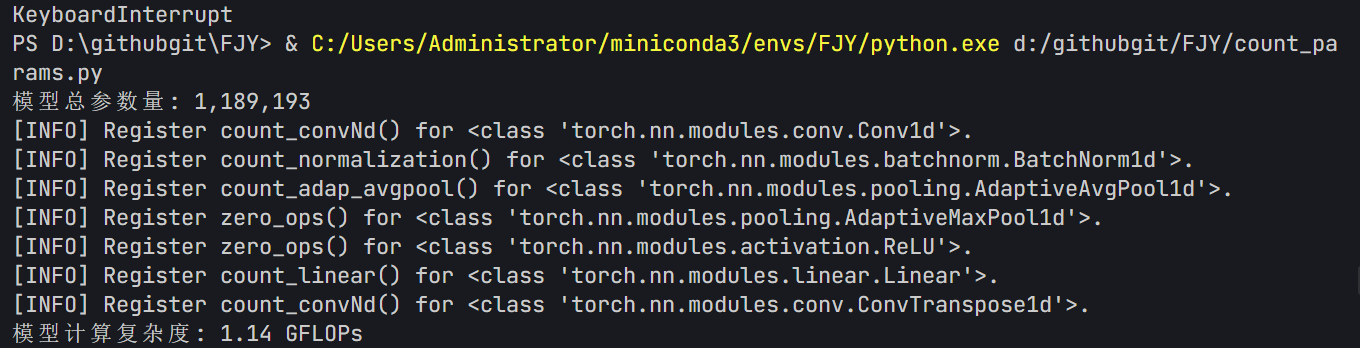 KeyboardInterrupt
PS D:\githubgit\FJY> & C:/Users/Administrator/miniconda3/envs/FJY/python.exe d:/githubgit/FJY/count_pa
rams.py
模型总参数量: 1,189,193
[INFO] Register count_convNd() for <class 'torch.nn.modules.conv.Conv1d'>.
[INFO] Register count_normalization() for <class 'torch.nn.modules.batchnorm.BatchNorm1d'>.
[INFO] Register count_adap_avgpool() for <class 'torch.nn.modules.pooling.AdaptiveAvgPool1d'>.
[INFO] Register zero_ops() for <class 'torch.nn.modules.pooling.AdaptiveMaxPool1d'>.
[INFO] Register zero_ops() for <class 'torch.nn.modules.activation.ReLU'>.
[INFO] Register count_linear() for <class 'torch.nn.modules.linear.Linear'>.
[INFO] Register count_convNd() for <class 'torch.nn.modules.conv.ConvTranspose1d'>.
模型计算复杂度: 1.14 GFLOPs